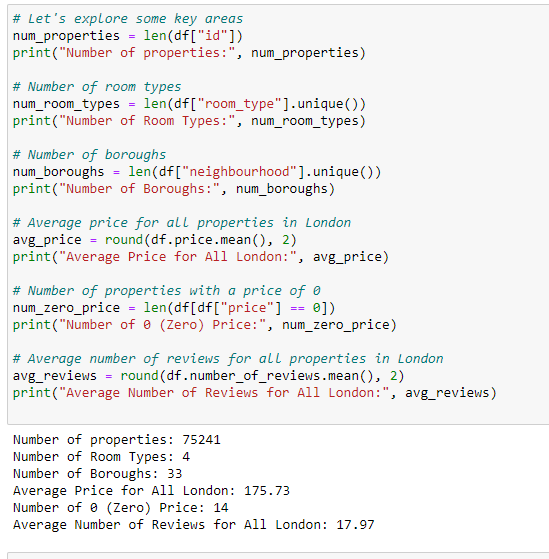 # Let's explore some key areas
num_properties = len(df["id"])
print("Number of properties:", num_properties)
# Number of room types
num_room_types = len(df["room_type"].unique())
print("Number of Room Types:", num_room_types)
# Number of boroughs
num_boroughs = len(df["neighbourhood"].unique())
print("Number of Boroughs:", num_boroughs)
# Average price for all properties in London
avg_price = round(df.price.mean(), 2)
print("Average Price for All London:", avg_price)
# Number of properties with a price of 0
num_zero_price = len(df[df["price"] == 0])
print("Number of 0 (Zero) Price:", num_zero_price)
# Average number of reviews for all properties in London
avg_reviews = round(df.number_of_reviews.mean(), 2)
print("Average Number of Reviews for All London:", avg_reviews)
Number of properties: 75241
Number of Room Types: 4
Number of Boroughs: 33
Average Price for All London: 175.73
Number of 0 (Zero) Price: 14
Average Number of Reviews for All London: 17.97